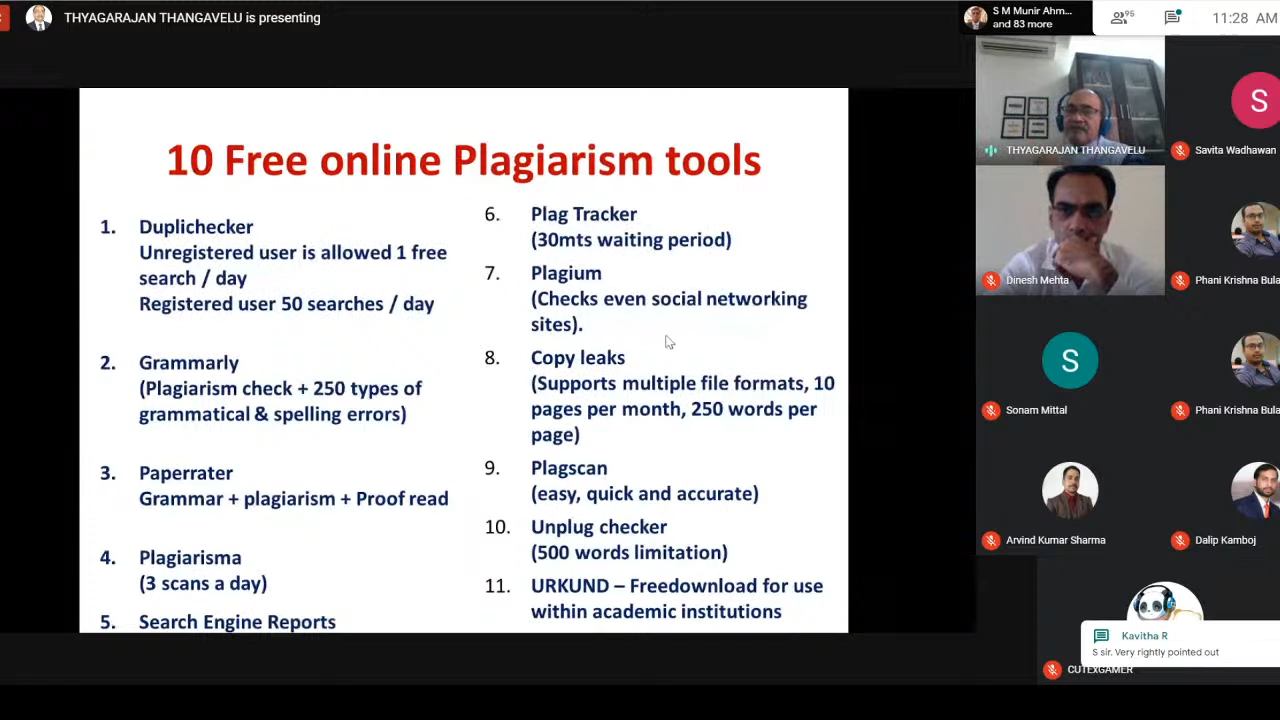 THYAGARAJAN THANGAVELU is presenting
S M Munir Ahm...
and 83 more
95
11:28 AM
10 Free online Plagiarism tools
1. Duplichecker
Unregistered user is allowed 1 free
search / day
Registered user 50 searches / day
2. Grammarly
(Plagiarism check + 250 types of
grammatical & spelling errors)
3. Paperrater
Grammar + plagiarism + Proof read
4. Plagiarisma
(3 scans a day)
5. Search Engine Reports
6. Plag Tracker
(30mts waiting period)
7. Plagium
(Checks even social networking
sites).
8. Copy leaks
(Supports multiple file formats, 10
pages per month, 250 words per
page)
9. Plagscan
(easy, quick and accurate)
10. Unplug checker
(500 words limitation)
11. URKUND – Freedownload for use
within academic institutions
THYAGARAJAN THANGAVELU
S
Savita Wadhawan
Dinesh Mehta
Phani Krishna Bula
S
Sonam Mittal
Phani Krishna Bula
Arvind Kumar Sharma
Dalip Kamboj
Kavitha R
S sir. Very rightly pointed out
CUTExGAMER